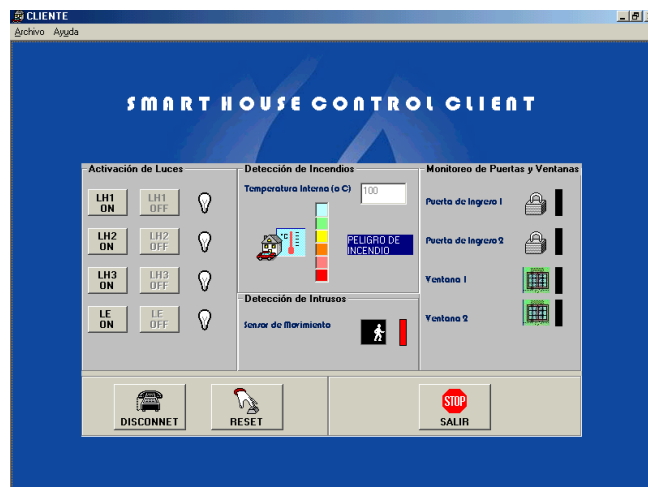 CLIENTE
Archivo Ayuda
SMART HOUSE CONTROL CLIENT
Activación de Luces
LH1 ON
LH1 OFF
LH2 ON
LH2 OFF
LH3 ON
LH3 OFF
LE ON
LE OFF
Detección de Incendios
Temperatura Interna (o C) 100
°C
PELIGRO DE
INCENDIO
Detección de Intrusos
Sensor de Movimiento
Monitoreo de Puertas y Ventanas
Puerta de Ingreso 1
Puerta de Ingreso 2
Ventana 1
Ventana 2
DISCONNET
RESET
STOP
SALIR